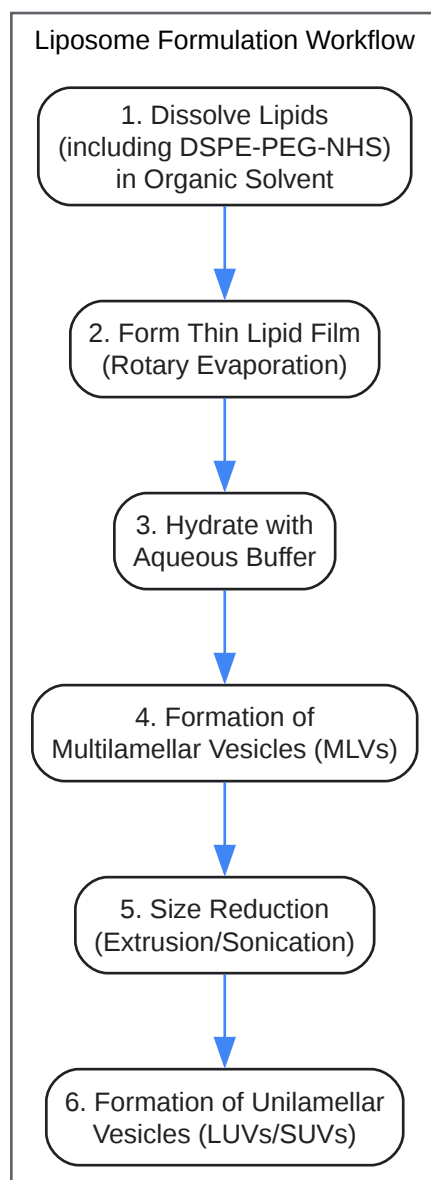 Liposome Formulation Workflow
1. Dissolve Lipids
(including DSPE-PEG-NHS)
in Organic Solvent
2. Form Thin Lipid Film
(Rotary Evaporation)
3. Hydrate with
Aqueous Buffer
4. Formation of
Multilamellar Vesicles (MLVs)
5. Size Reduction
(Extrusion/Sonication)
6. Formation of Unilamellar
Vesicles (LUVs/SUVs)